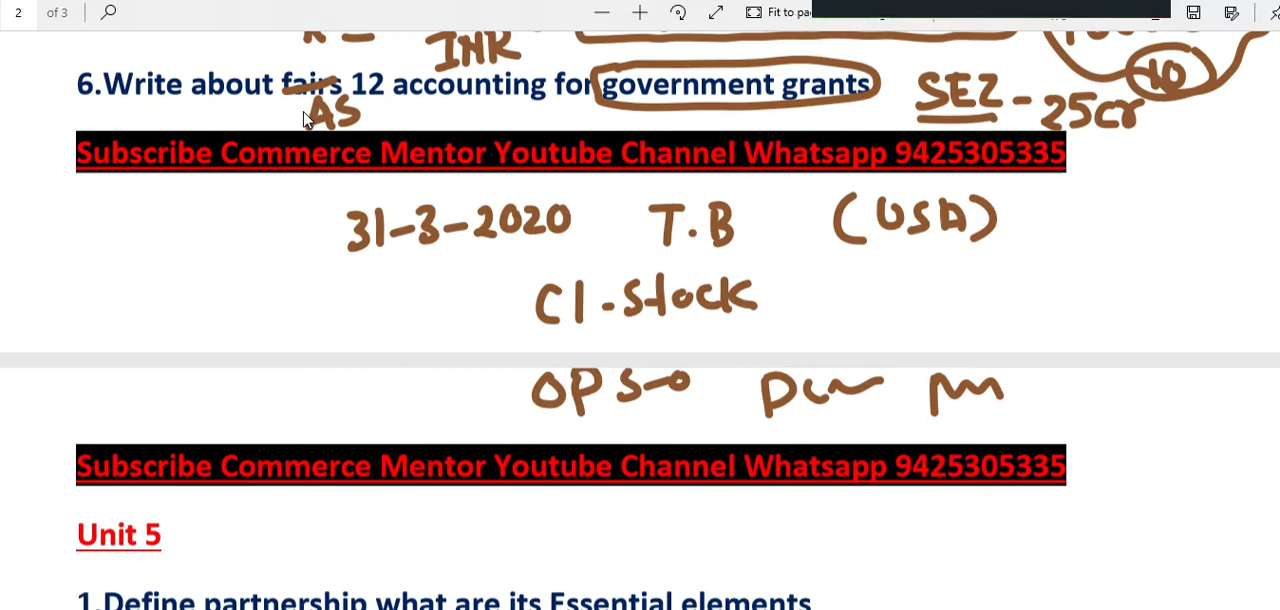 2 of 3 Fit to pa
INR
6.Write about fairs 12 accounting for government grants SEZ - 25cr 10
AS
Subscribe Commerce Mentor Youtube Channel Whatsapp 9425305335
31-3-2020 T.B (USA)
Cl.Stock
OPS
Subscribe Commerce Mentor Youtube Channel Whatsapp 9425305335
Unit 5
1.Define partnership what are its Essential elements